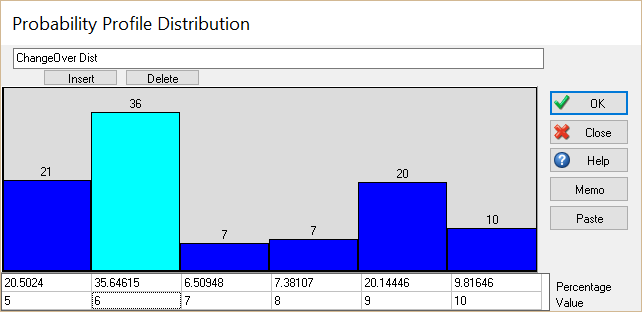 Probability Profile Distribution
ChangeOver Dist
Insert Delete
36
21
7
7
20
10
OK
Close
Help
Memo
Paste
20.5024 35.64615 6.50948 7.38107 20.14446 9.81646 Percentage
5 6 7 8 9 10 Value